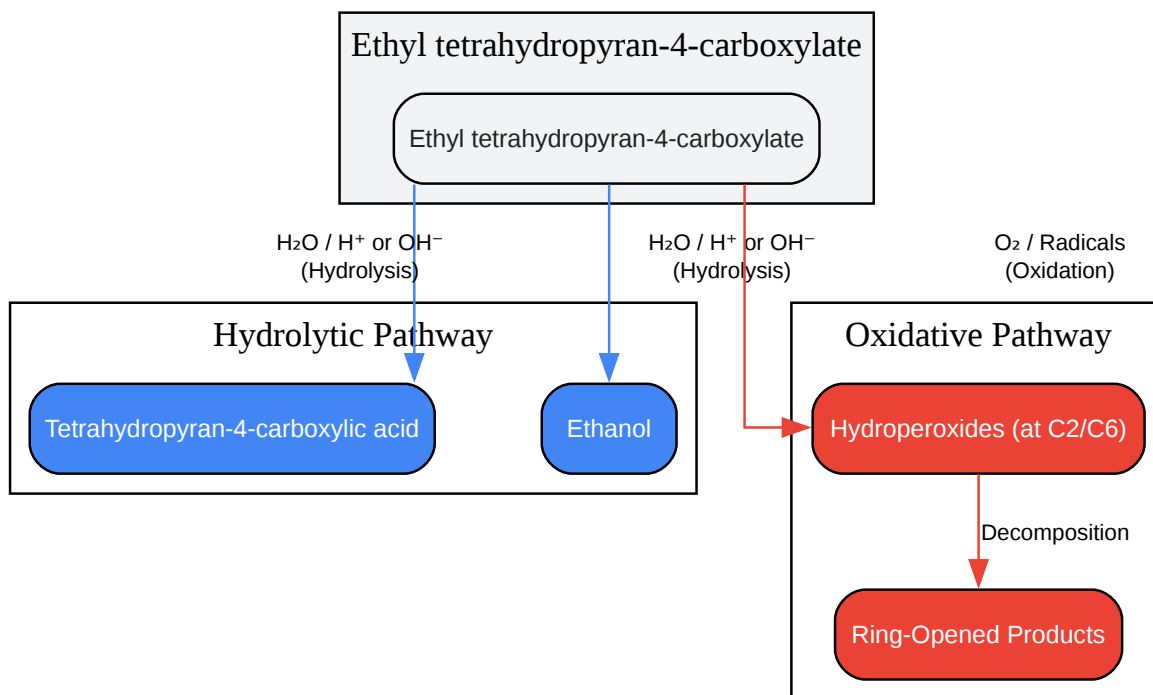 Ethyl tetrahydropyran-4-carboxylate
Ethyl tetrahydropyran-4-carboxylate
H₂O / H⁺ or OH⁻
(Hydrolysis)
H₂O / H⁺ or OH⁻
(Hydrolysis)
O₂ / Radicals
(Oxidation)
Hydrolytic Pathway
Tetrahydropyran-4-carboxylic acid
Ethanol
Oxidative Pathway
Hydroperoxides (at C2/C6)
Decomposition
Ring-Opened Products